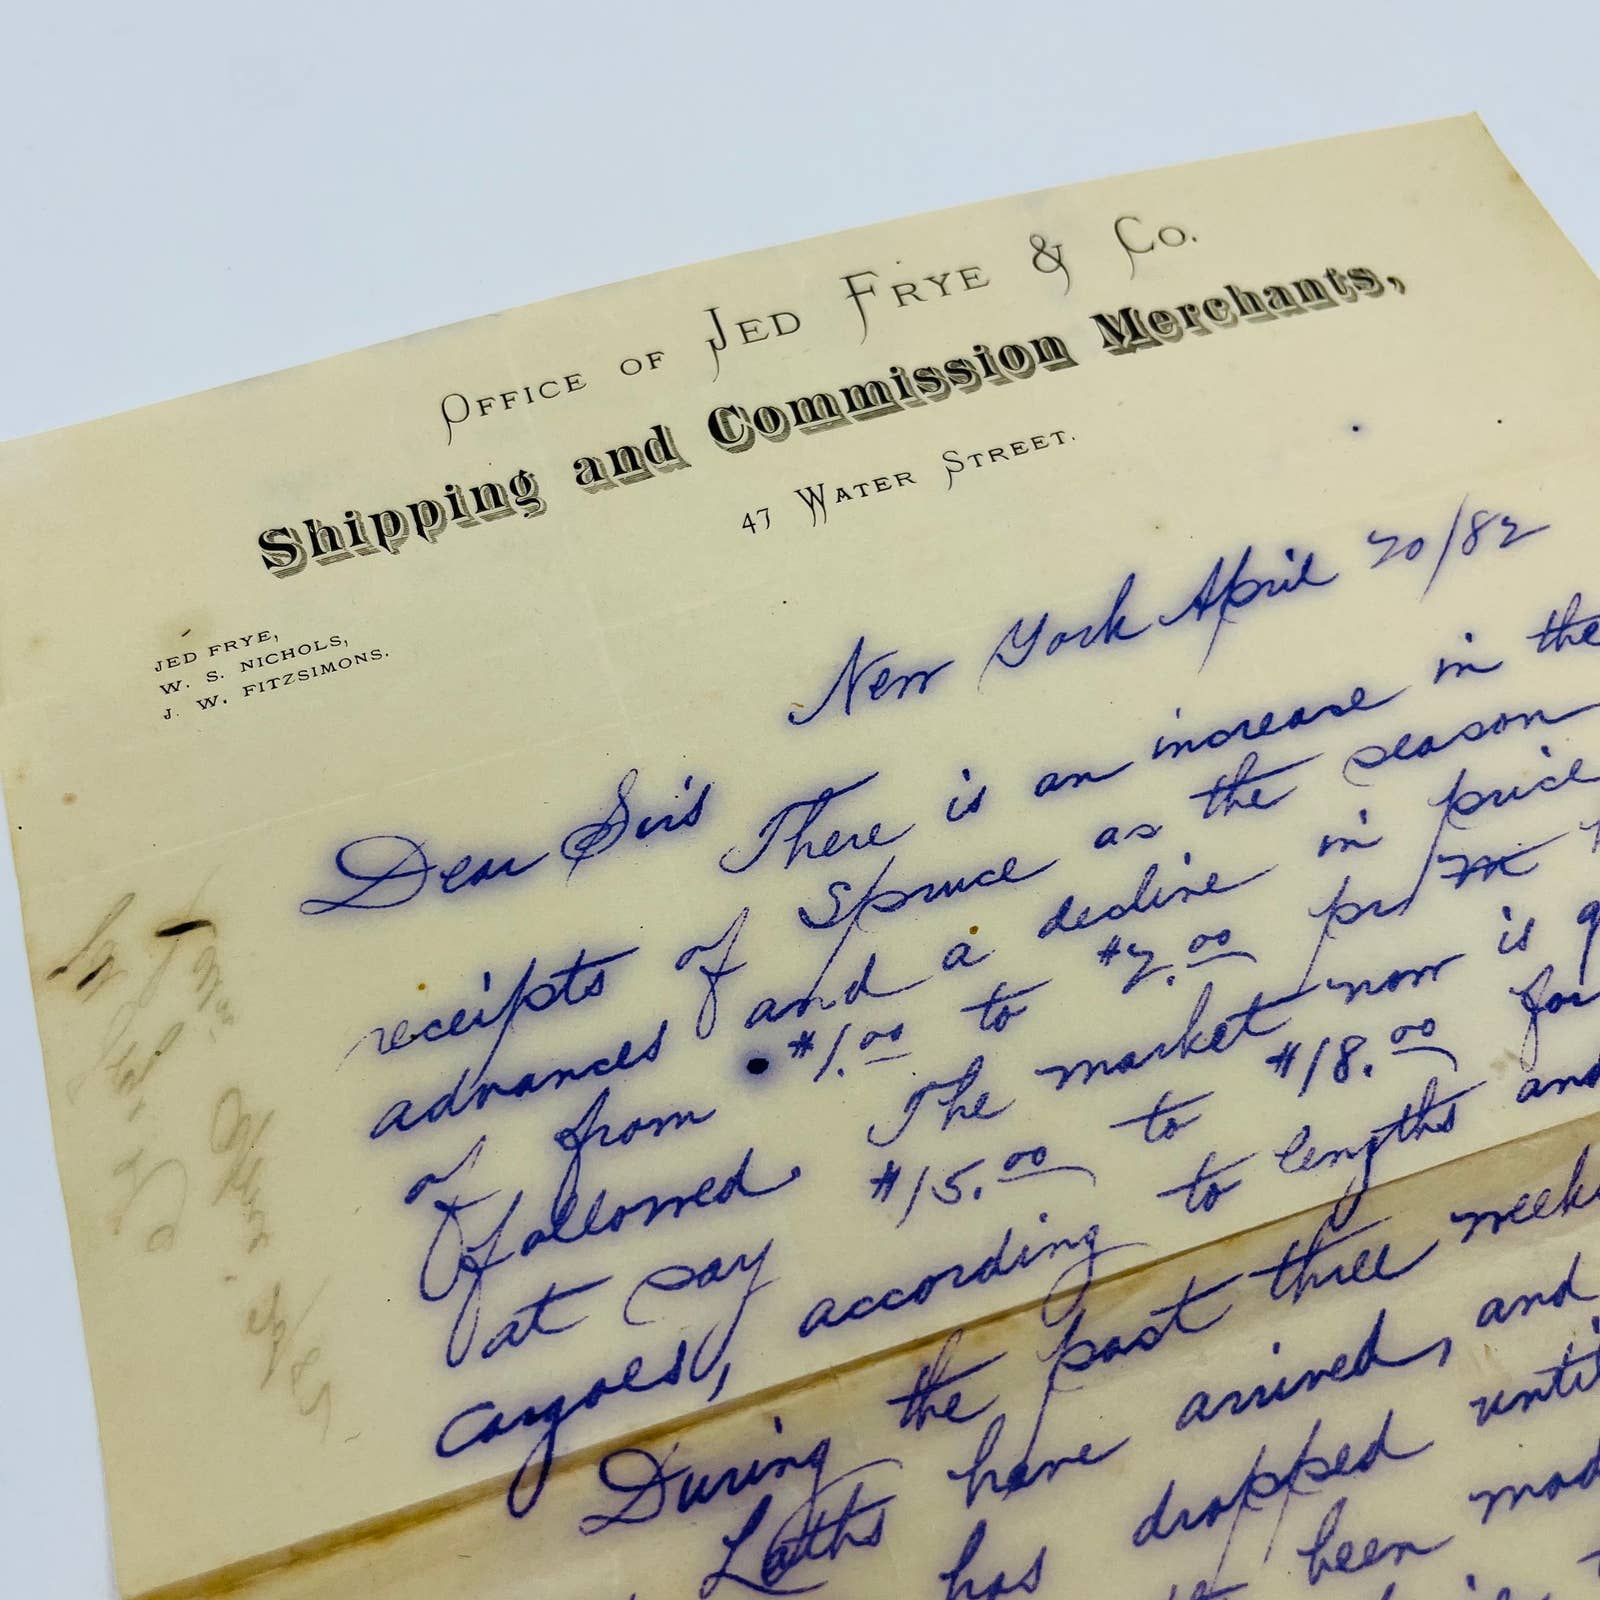 Office of Jed Frye & Co.
Shipping and Commission Merchants,
47 Water Street.
JED FRYE,
W. S. NICHOLS,
J. W. FITZSIMONS.
New York April 20/82
Dear Sirs
There is an increase in the
receipts of Spruce as the season
advances and a decline in price
of from $1.00 to $2.00 pr m
followed. The market now is
at say $15.00 to $18.00 for
cargoes, according to lengths and
During the past three weeks
Laths have arrived, and
has dropped until
been